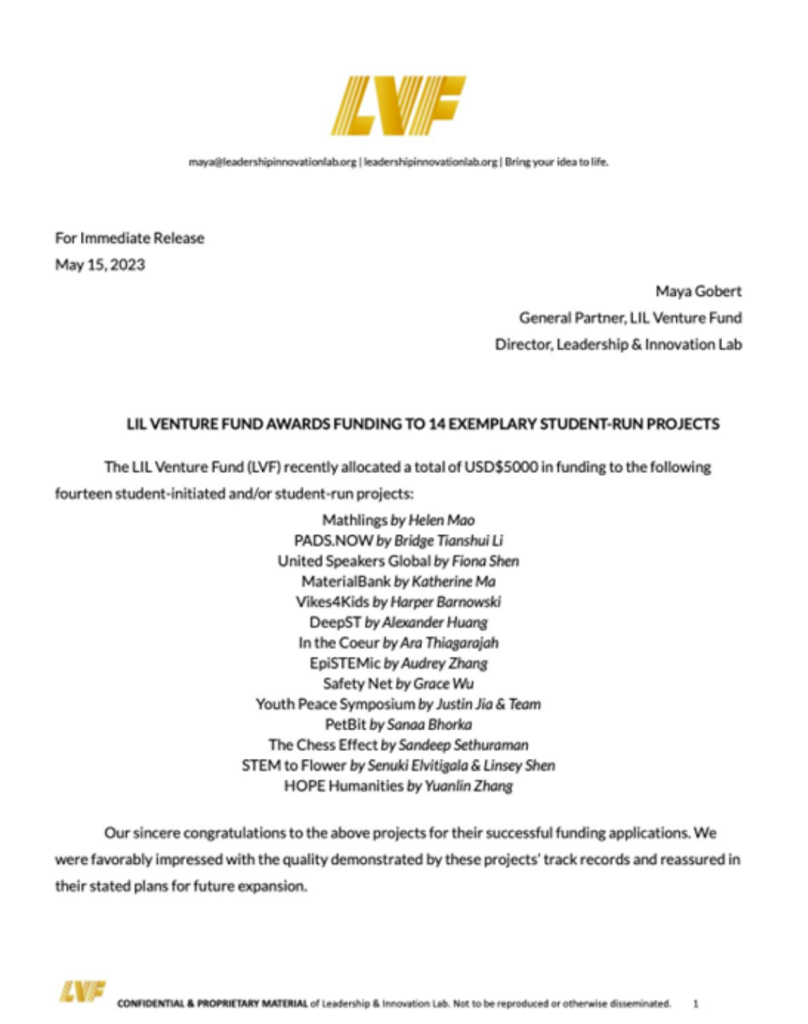 LVF
maya@leadershipinnovationlab.org | leadershipinnovationlab.org | Bring your idea to life.
For Immediate Release
May 15, 2023
Maya Gobert
General Partner, LIL Venture Fund
Director, Leadership & Innovation Lab
LIL VENTURE FUND AWARDS FUNDING TO 14 EXEMPLARY STUDENT-RUN PROJECTS
The LIL Venture Fund (LVF) recently allocated a total of USD$5000 in funding to the following
fourteen student-initiated and/or student-run projects:
Mathlings by Helen Mao
PADS.NOW by Bridge Tianshui Li
United Speakers Global by Fiona Shen
MaterialBank by Katherine Ma
Vikes4Kids by Harper Barnowski
DeepST by Alexander Huang
In the Coeur by Ara Thiagarajah
EpiSTEMic by Audrey Zhang
Safety Net by Grace Wu
Youth Peace Symposium by Justin Jia & Team
PetBit by Sanaa Bhorka
The Chess Effect by Sandeep Sethuraman
STEM to Flower by Senuki Elvitigala & Linsey Shen
HOPE Humanities by Yuanlin Zhang
Our sincere congratulations to the above projects for their successful funding applications. We
were favorably impressed with the quality demonstrated by these projects' track records and reassured in
their stated plans for future expansion.
LVF CONFIDENTIAL & PROPRIETARY MATERIAL of Leadership & Innovation Lab. Not to be reproduced or otherwise disseminated. 1